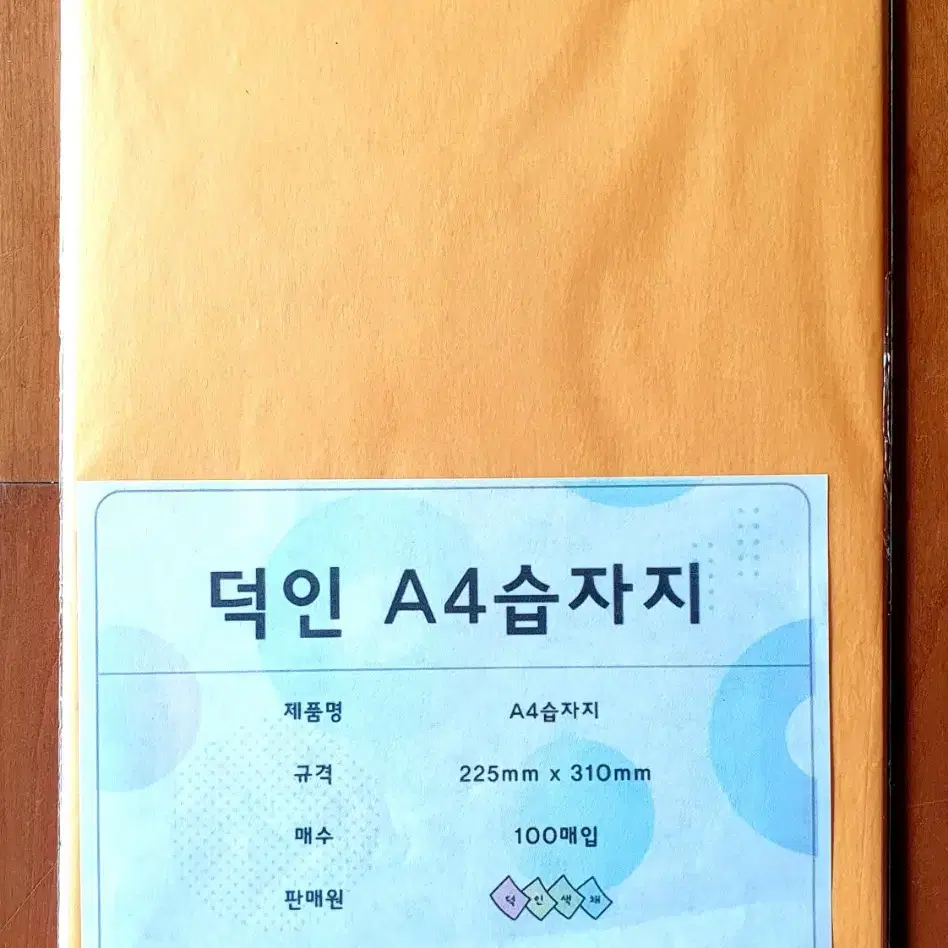 덕인 A4습자지
제품명 A4습자지
규격 225mm x 310mm
매수 100매입
판매원 덕인색채